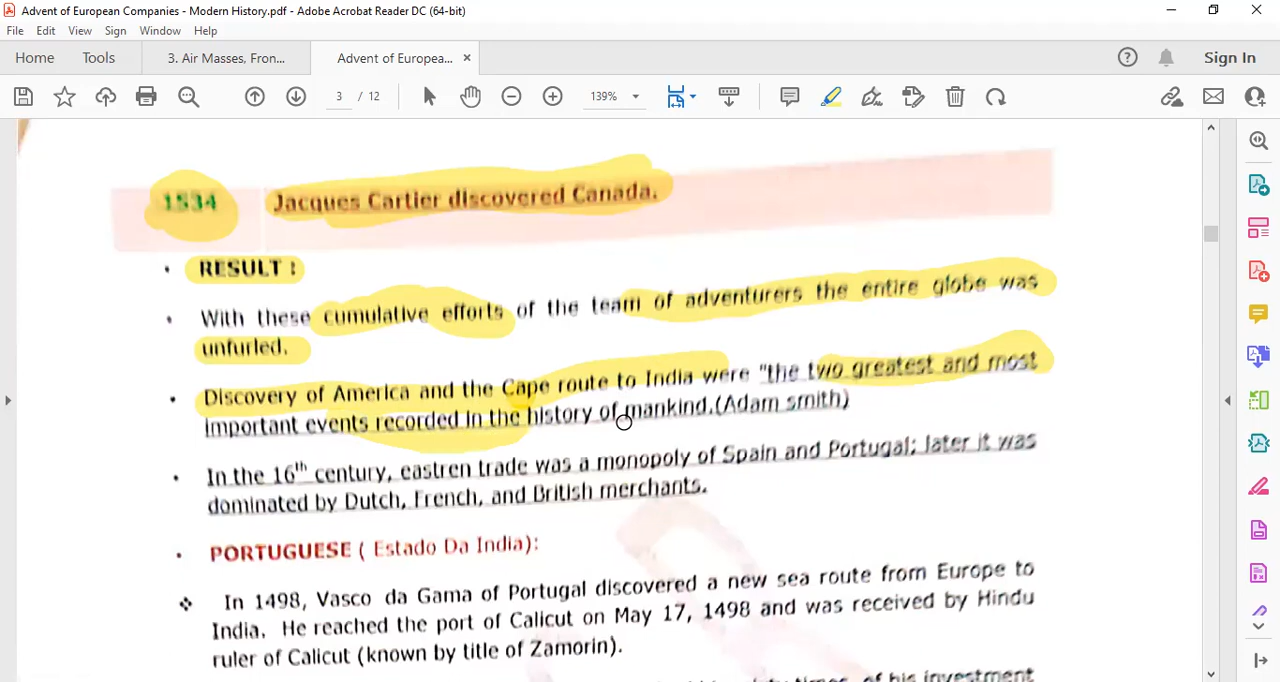 Advent of European Companies - Modern History.pdf - Adobe Acrobat Reader DC (64-bit)
File Edit View Sign Window Help
Home Tools 3. Air Masses, Fron... Advent of Europea... × Sign In
3 / 12 139%
1534 Jacques Cartier discovered Canada.
• RESULT :
• With these cumulative efforts of the team of adventurers the entire globe was
unfurled.
• Discovery of America and the Cape route to India were "the two greatest and most
important events recorded in the history of mankind.(Adam smith)
• In the 16th century, eastren trade was a monopoly of Spain and Portugal; later it was
dominated by Dutch, French, and British merchants.
• PORTUGUESE ( Estado Da India):
❖ In 1498, Vasco da Gama of Portugal discovered a new sea route from Europe to
India. He reached the port of Calicut on May 17, 1498 and was received by Hindu
ruler of Calicut (known by title of Zamorin).
times of his investment